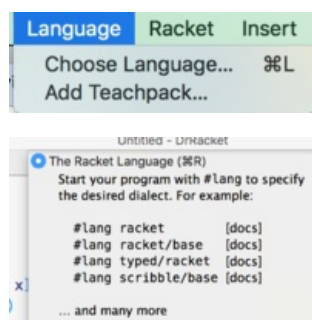 Language Racket Insert
Choose Language... ⌘L
Add Teachpack...
Untitled - DrRacket
The Racket Language (⌘R)
Start your program with #lang to specify
the desired dialect. For example:
#lang racket [docs]
#lang racket/base [docs]
#lang typed/racket [docs]
#lang scribble/base [docs]
x]
... and many more